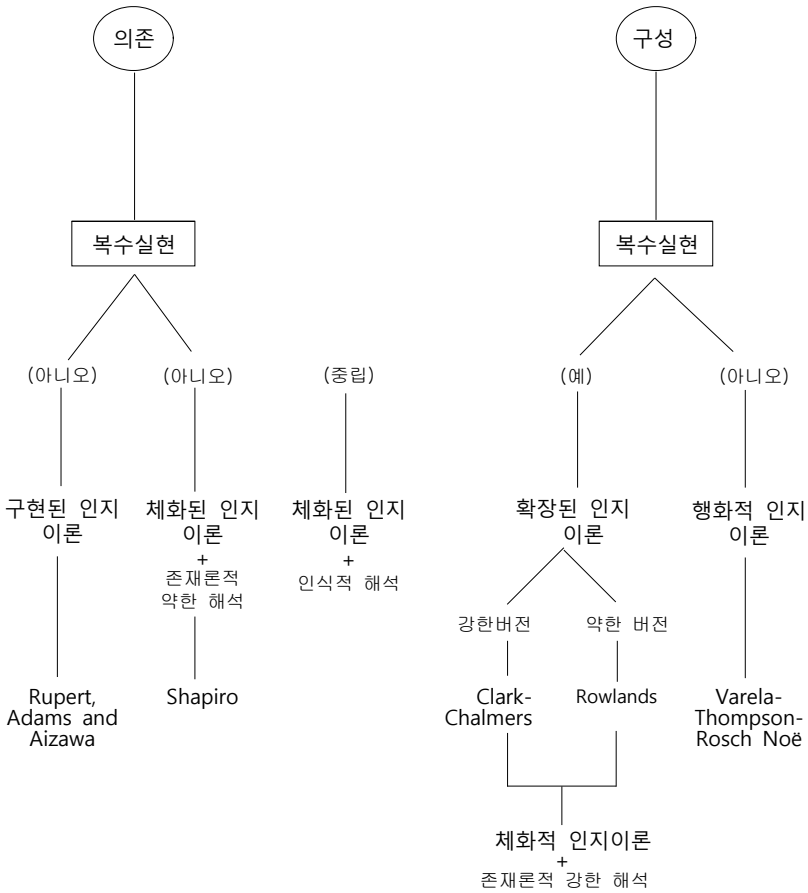 의존
구성
복수실현
복수실현
(아니오)
(아니오)
(중립)
(예)
(아니오)
구현된 인지
이론
체화된 인지
이론
+
존재론적
약한 해석
체화된 인지
이론
+
인식적 해석
확장된 인지
이론
행화적 인지
이론
강한버전
약한 버전
Rupert,
Adams and
Aizawa
Shapiro
Clark-
Chalmers
Rowlands
Varela-
Thompson-
Rosch Noë
체화적 인지이론
+
존재론적 강한 해석